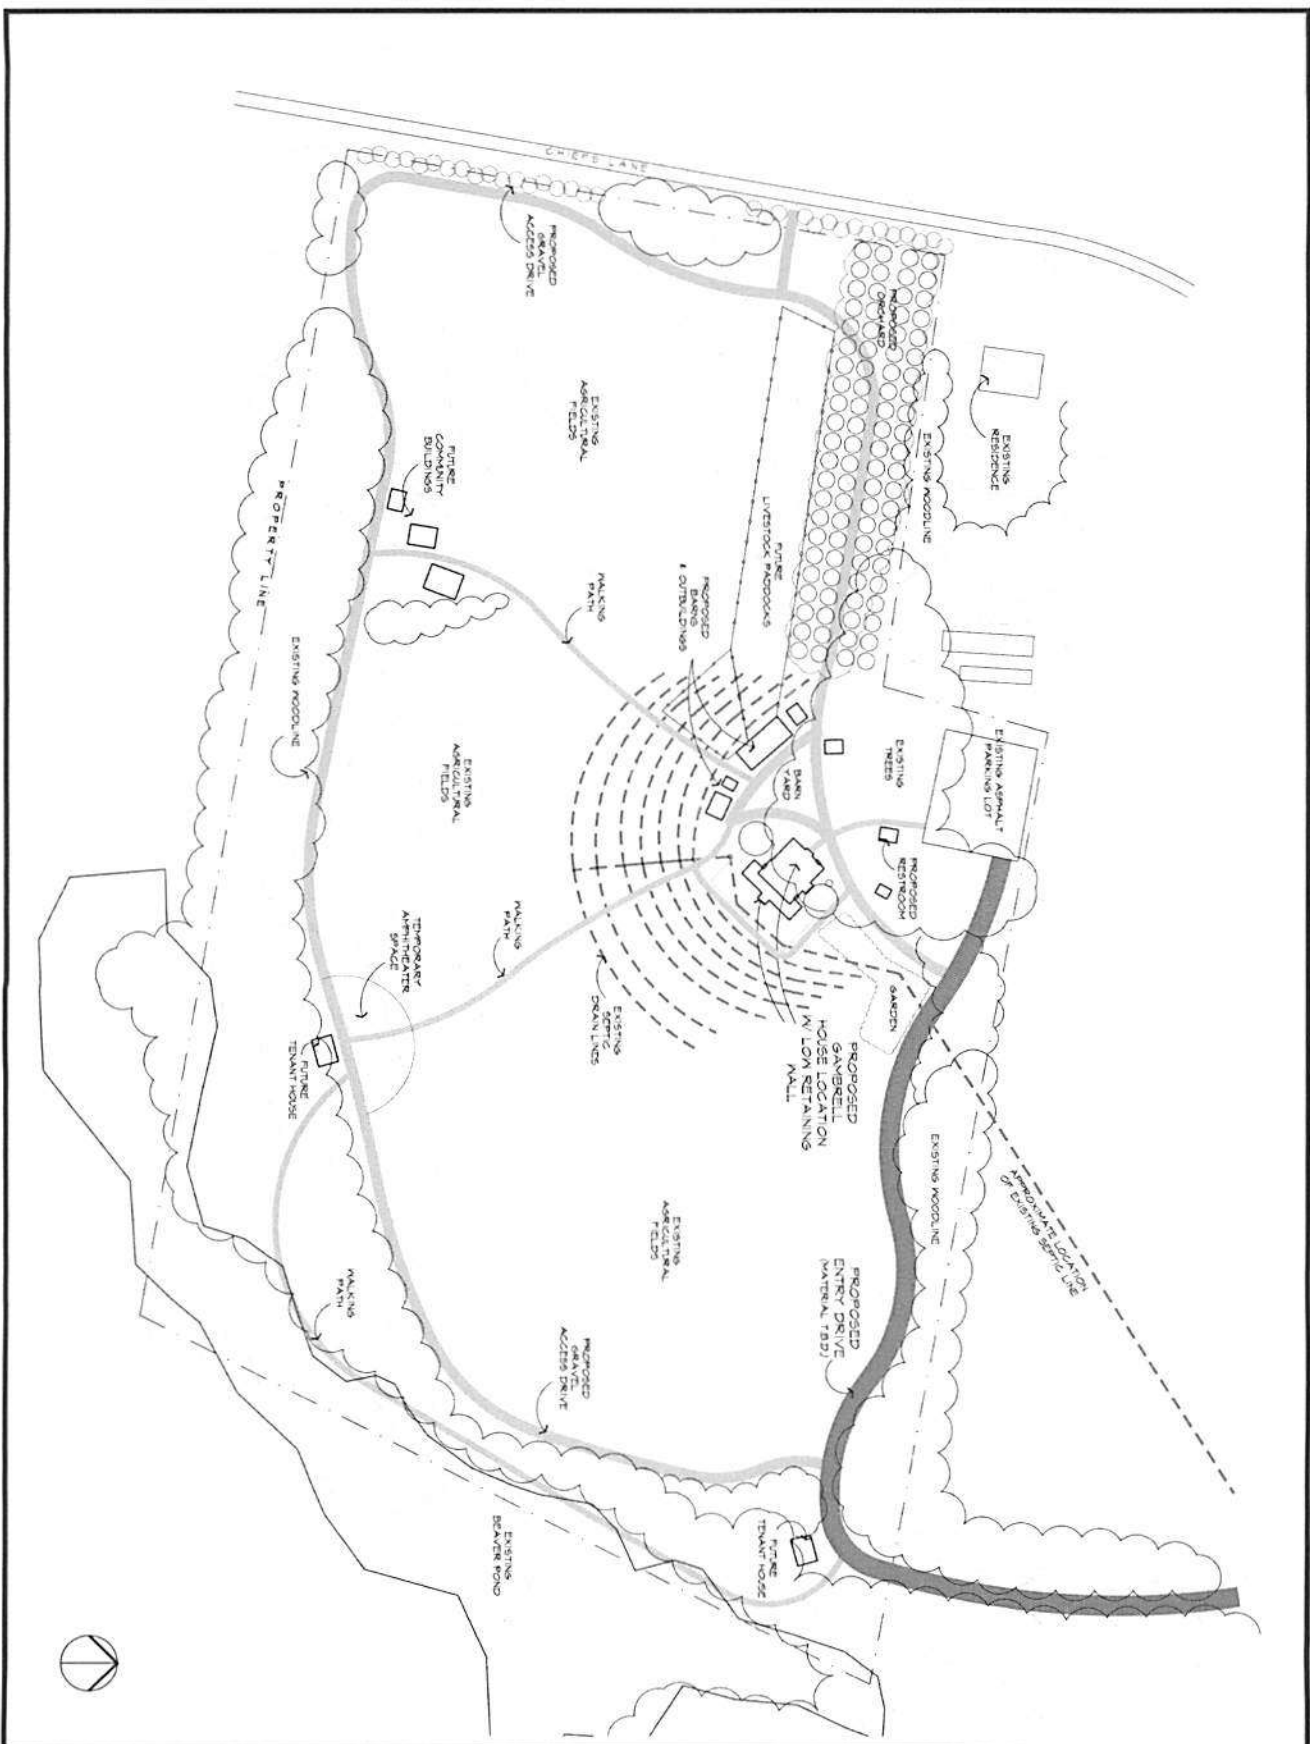 CHIEFS LANE
PROPOSED
GRAVEL
ACCESS DRIVE
PROPOSED
ORCHARD
EXISTING
RESIDENCE
EXISTING WOODLINE
EXISTING
AGRICULTURAL
FIELDS
FUTURE
COMMUNITY
BUILDINGS
FUTURE
LIVESTOCK PADDOCKS
PROPERTY LINE
WALKING
PATH
PROPOSED
BARNS
& OUTBUILDINGS
EXISTING WOODLINE
EXISTING
AGRICULTURAL
FIELDS
BARN
YARD
EXISTING
TREES
EXISTING ASPHALT
PARKING LOT
PROPOSED
RESTROOM
TEMPORARY
AMPHITHEATER
SPACE
WALKING
PATH
EXISTING
SEPTIC
DRAIN LINES
GARDEN
PROPOSED
GAMBRELL
HOUSE LOCATION
W/ LOW RETAINING
WALL
FUTURE
TENANT HOUSE
EXISTING WOODLINE
APPROXIMATE LOCATION
OF EXISTING SEPTIC LINE
EXISTING
AGRICULTURAL
FIELDS
PROPOSED
ENTRY DRIVE
(MATERIAL T.B.D.)
WALKING
PATH
PROPOSED
GRAVEL
ACCESS DRIVE
EXISTING
BEAVER POND
FUTURE
TENANT HOUSE